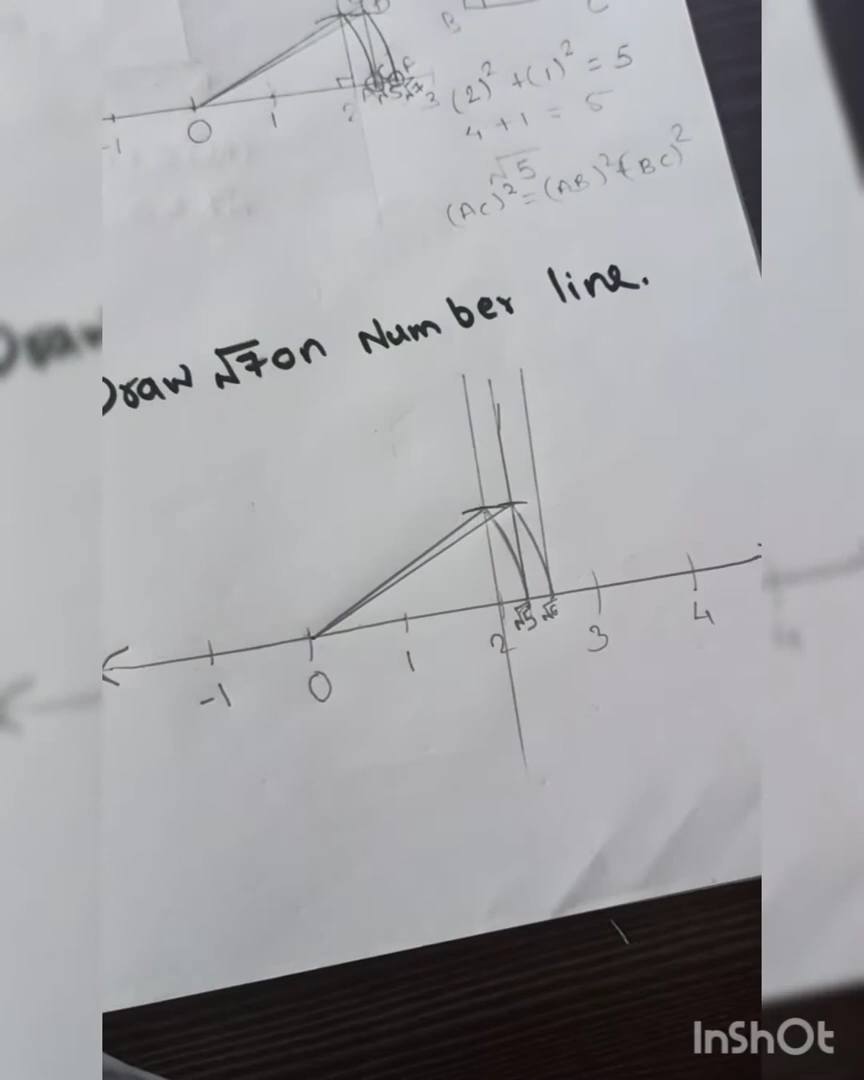 B
C
-1 0 1 2 3
(2)² + (1)² = 5
4 + 1 = 5
√5
(AC)² = (AB)² + (BC)²
Draw √7 on Number line.
-1 0 1 2 √5 √6 3 4
InShOt